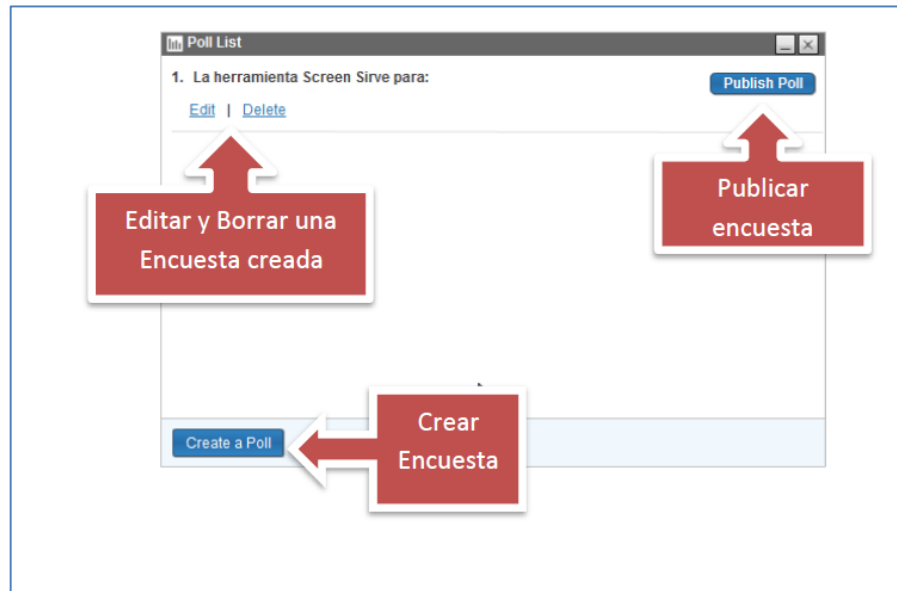 Poll List
1. La herramienta Screen Sirve para:
Publish Poll
Edit | Delete
Editar y Borrar una
Encuesta creada
Publicar
encuesta
Crear
Encuesta
Create a Poll